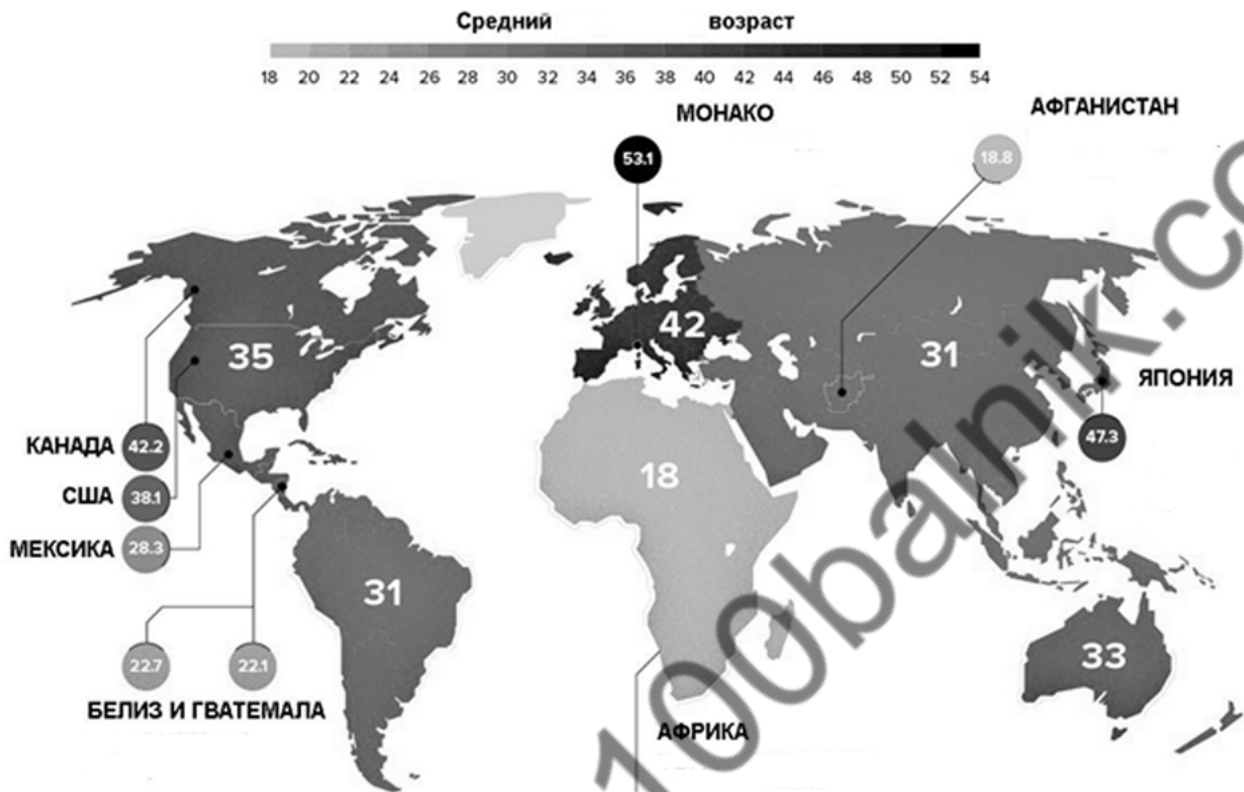 Средний возраст
18 20 22 24 26 28 30 32 34 36 38 40 42 44 46 48 50 52 54
МОНАКО
АФГАНИСТАН
53.1
18.8
42
35
31
ЯПОНИЯ
47.3
КАНАДА 42.2
США 38.1
МЕКСИКА 28.3
18
31
22.7
22.1
33
БЕЛИЗ И ГВАТЕМАЛА
АФРИКА
100balnik.co